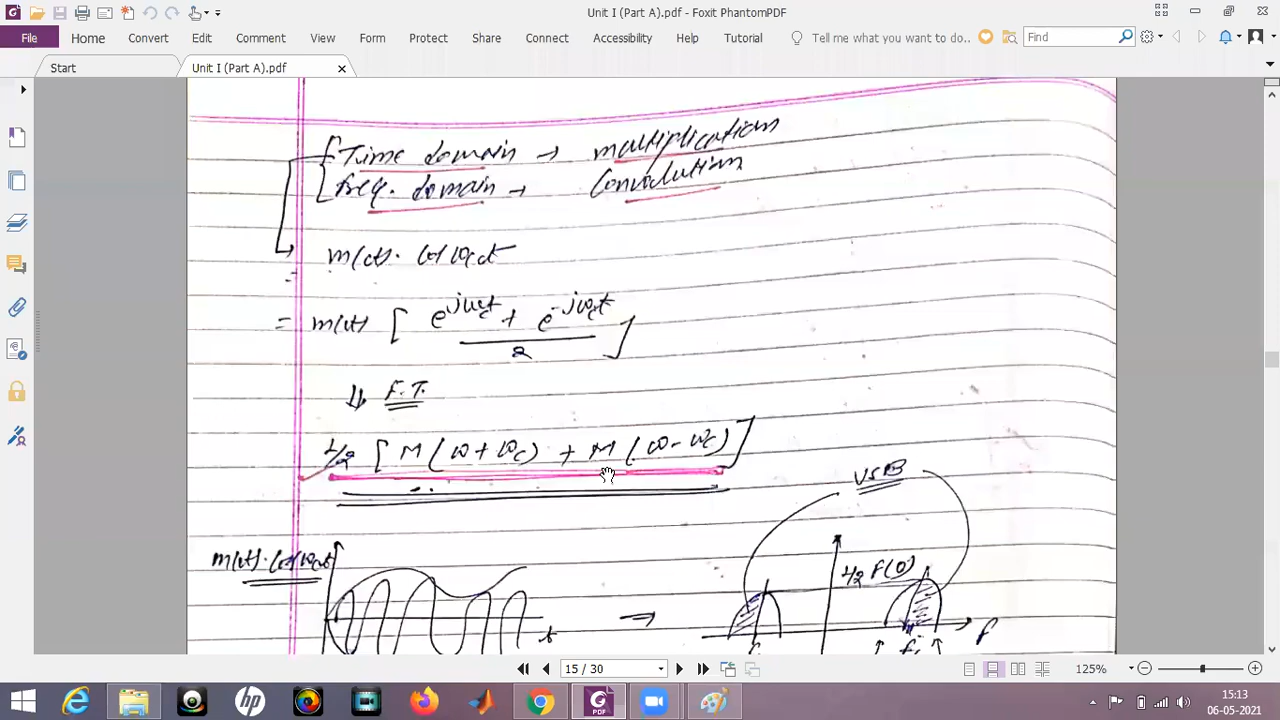 Unit I (Part A).pdf - Foxit PhantomPDF
File Home Convert Edit Comment View Form Protect Share Connect Accessibility Help Tutorial Tell me what you want to do.. Find
Start Unit I (Part A).pdf
Time domain → multiplication
freq. domain → Convolution
m(t). Cos ωct
=
= m(t) [ e^jωct + e^-jωct / 2 ]
⇓ F.T.
1/2 [ M(ω+ωc) + M(ω-ωc) ]
VSB
m(t).Cosωct
1/2 F(0)
→
t
f
fc
15 / 30
125%
15:13
06-05-2021